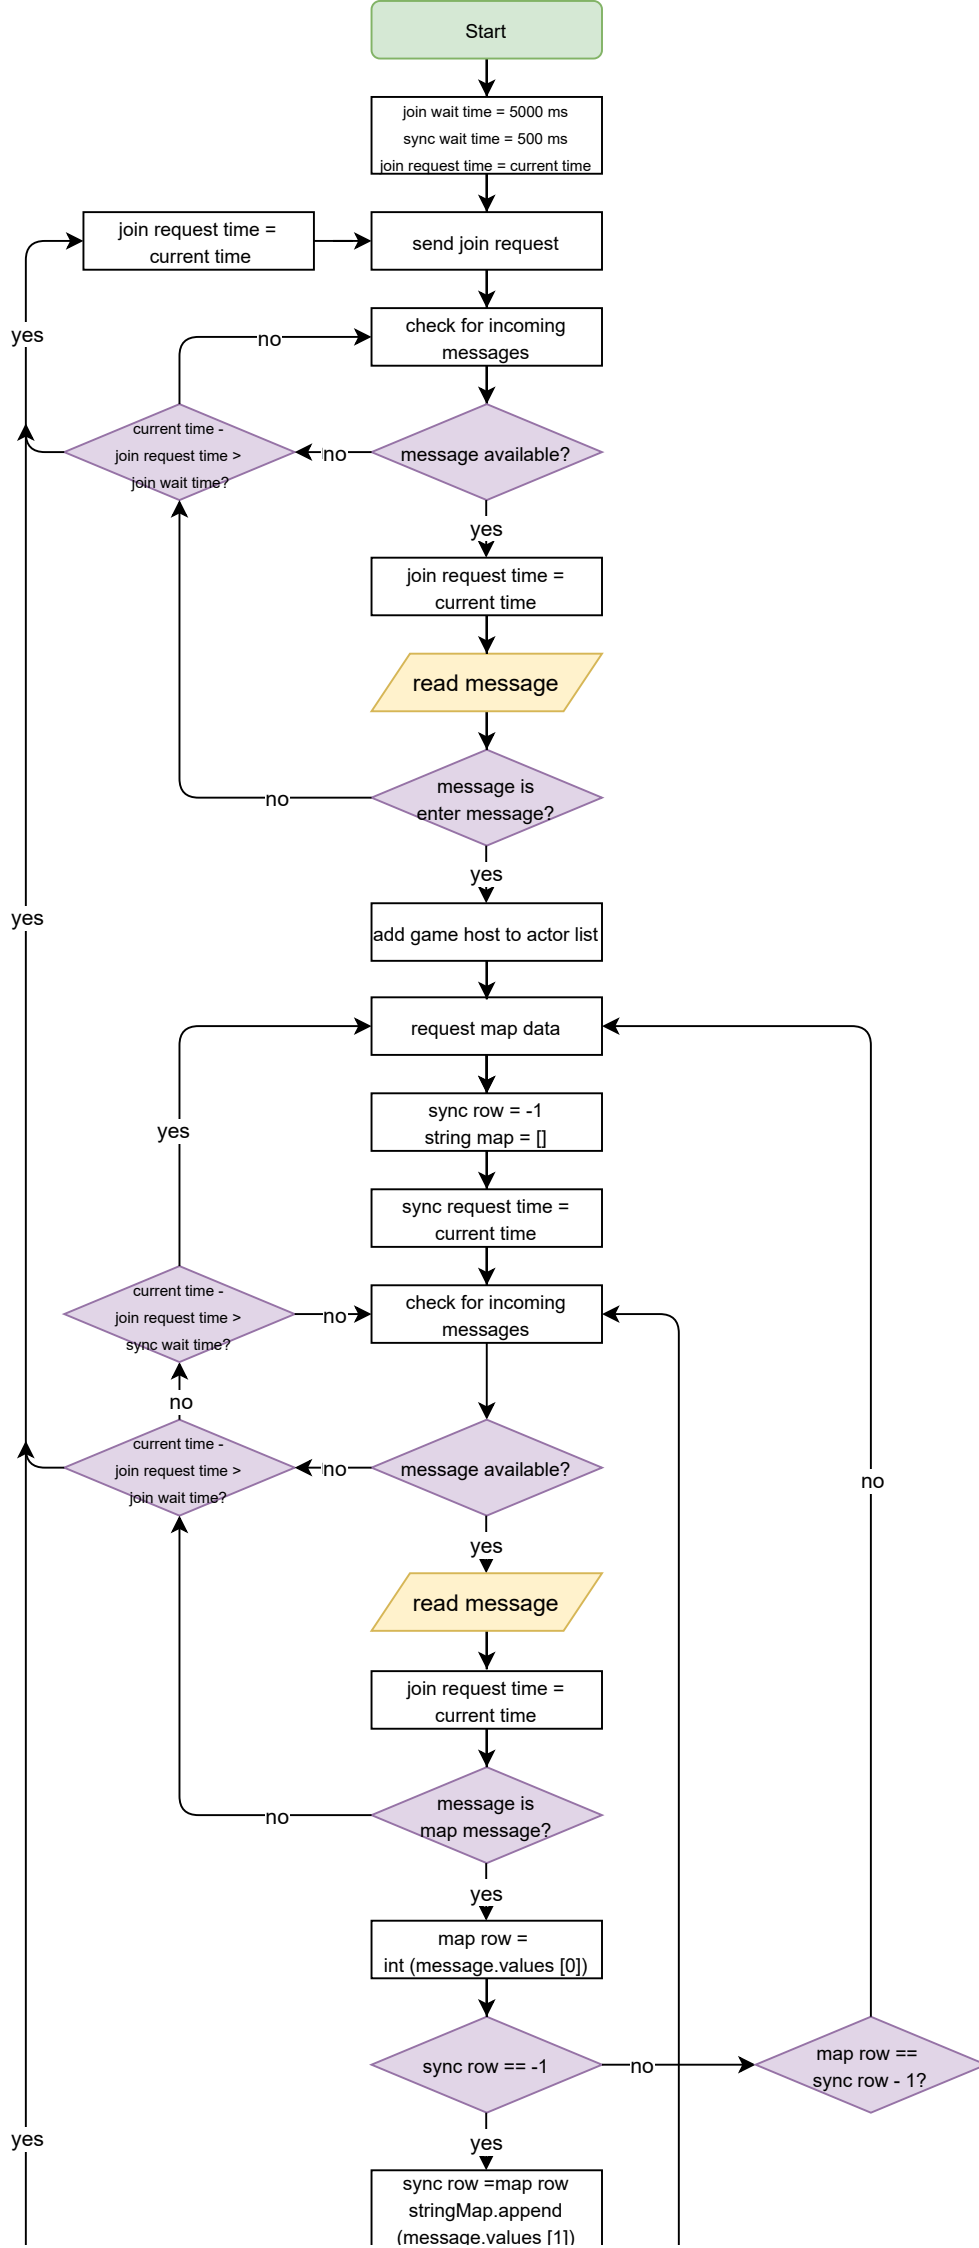 Start
join wait time = 5000 ms
sync wait time = 500 ms
join request time = current time
join request time =
current time
send join request
yes
check for incoming
messages
no
current time -
join request time >
join wait time?
no
message available?
yes
join request time =
current time
read message
message is
enter message?
no
yes
yes
add game host to actor list
request map data
yes
sync row = -1
string map = []
sync request time =
current time
current time -
join request time >
sync wait time?
no
check for incoming
messages
no
current time -
join request time >
join wait time?
no
message available?
no
yes
read message
join request time =
current time
message is
map message?
no
yes
map row =
int (message.values [0])
sync row == -1
no
map row ==
sync row - 1?
yes
yes
sync row =map row
stringMap.append
(message.values [1])